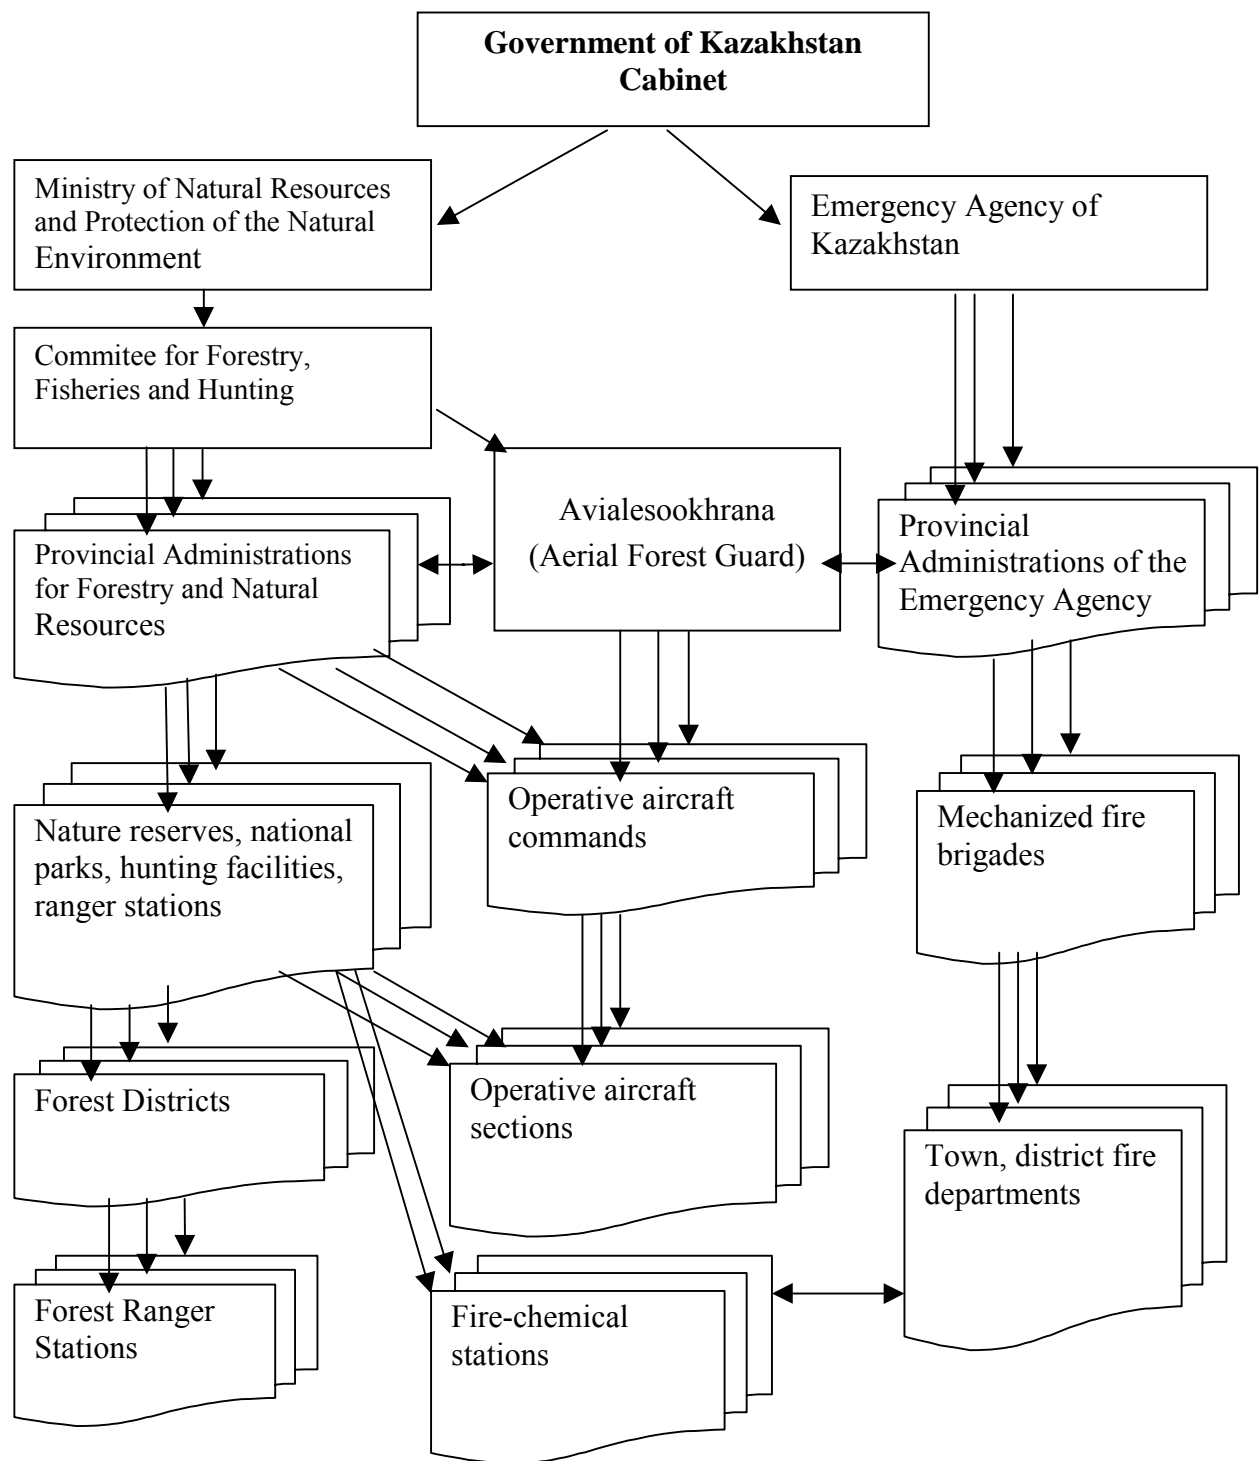 Government of Kazakhstan
Cabinet
Ministry of Natural Resources
and Protection of the Natural
Environment
Emergency Agency of
Kazakhstan
Commitee for Forestry,
Fisheries and Hunting
Avialesookhrana
(Aerial Forest Guard)
Provincial Administrations
for Forestry and Natural
Resources
Provincial
Administrations of the
Emergency Agency
Nature reserves, national
parks, hunting facilities,
ranger stations
Operative aircraft
commands
Mechanized fire
brigades
Forest Districts
Operative aircraft
sections
Town, district fire
departments
Forest Ranger
Stations
Fire-chemical
stations